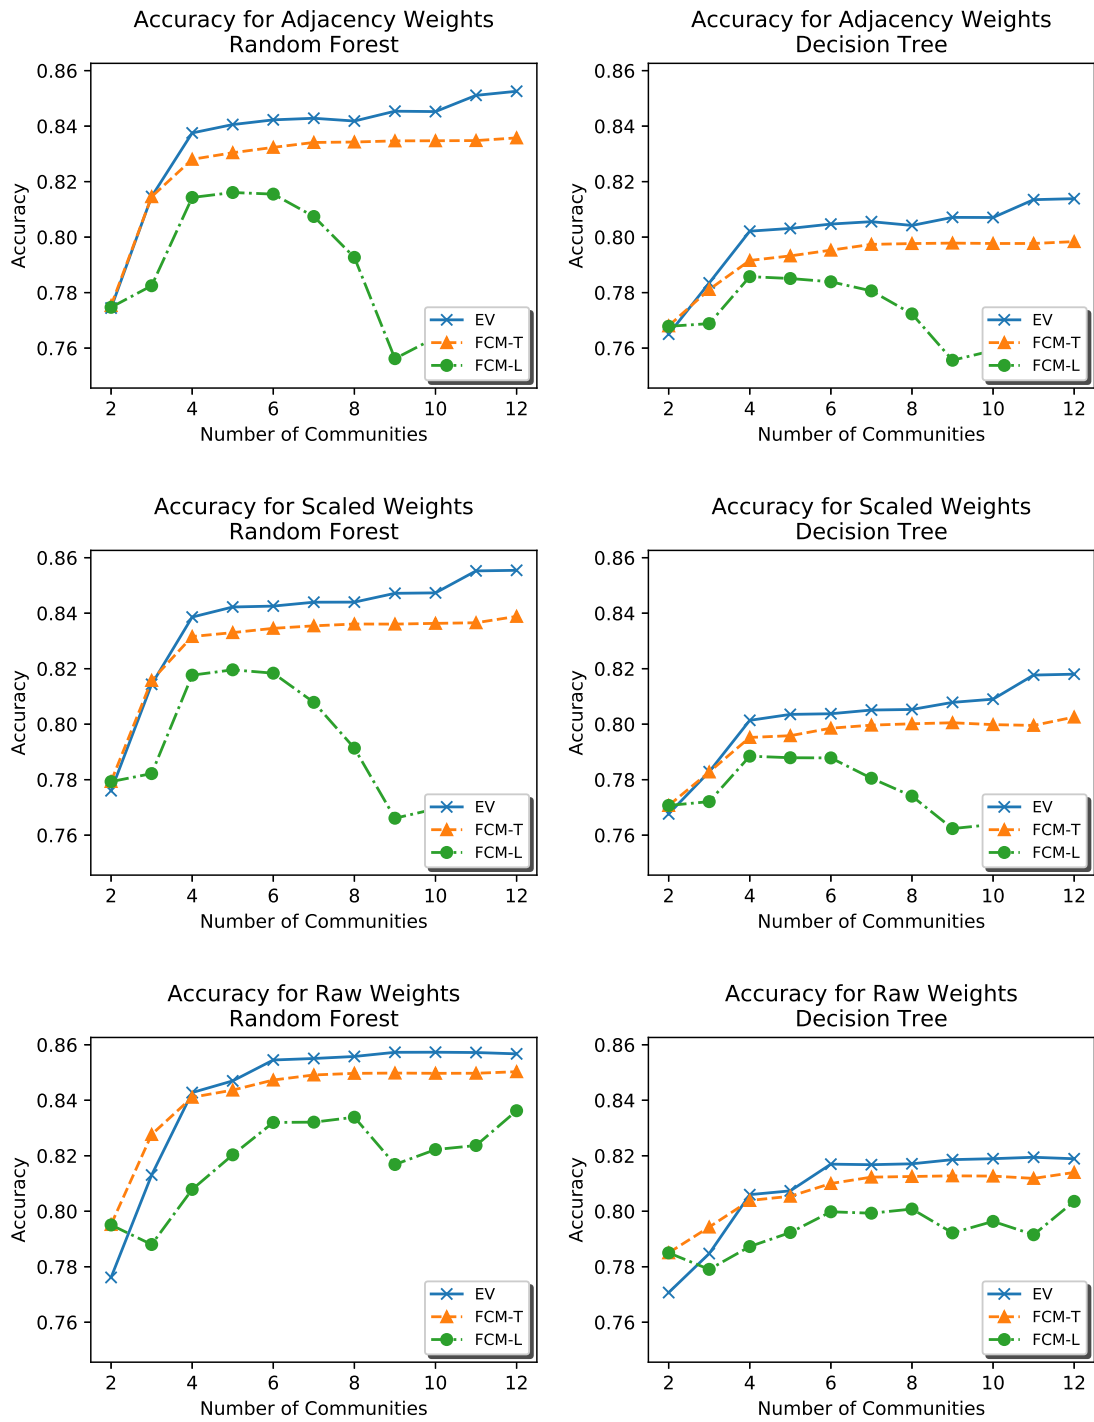 Accuracy for Adjacency Weights
Random Forest
0.86
0.84
0.82
0.80
0.78
0.76
Accuracy
2 4 6 8 10 12
Number of Communities
EV
FCM-T
FCM-L
Accuracy for Adjacency Weights
Decision Tree
0.86
0.84
0.82
0.80
0.78
0.76
Accuracy
2 4 6 8 10 12
Number of Communities
EV
FCM-T
FCM-L
Accuracy for Scaled Weights
Random Forest
0.86
0.84
0.82
0.80
0.78
0.76
Accuracy
2 4 6 8 10 12
Number of Communities
EV
FCM-T
FCM-L
Accuracy for Scaled Weights
Decision Tree
0.86
0.84
0.82
0.80
0.78
0.76
Accuracy
2 4 6 8 10 12
Number of Communities
EV
FCM-T
FCM-L
Accuracy for Raw Weights
Random Forest
0.86
0.84
0.82
0.80
0.78
0.76
Accuracy
2 4 6 8 10 12
Number of Communities
EV
FCM-T
FCM-L
Accuracy for Raw Weights
Decision Tree
0.86
0.84
0.82
0.80
0.78
0.76
Accuracy
2 4 6 8 10 12
Number of Communities
EV
FCM-T
FCM-L